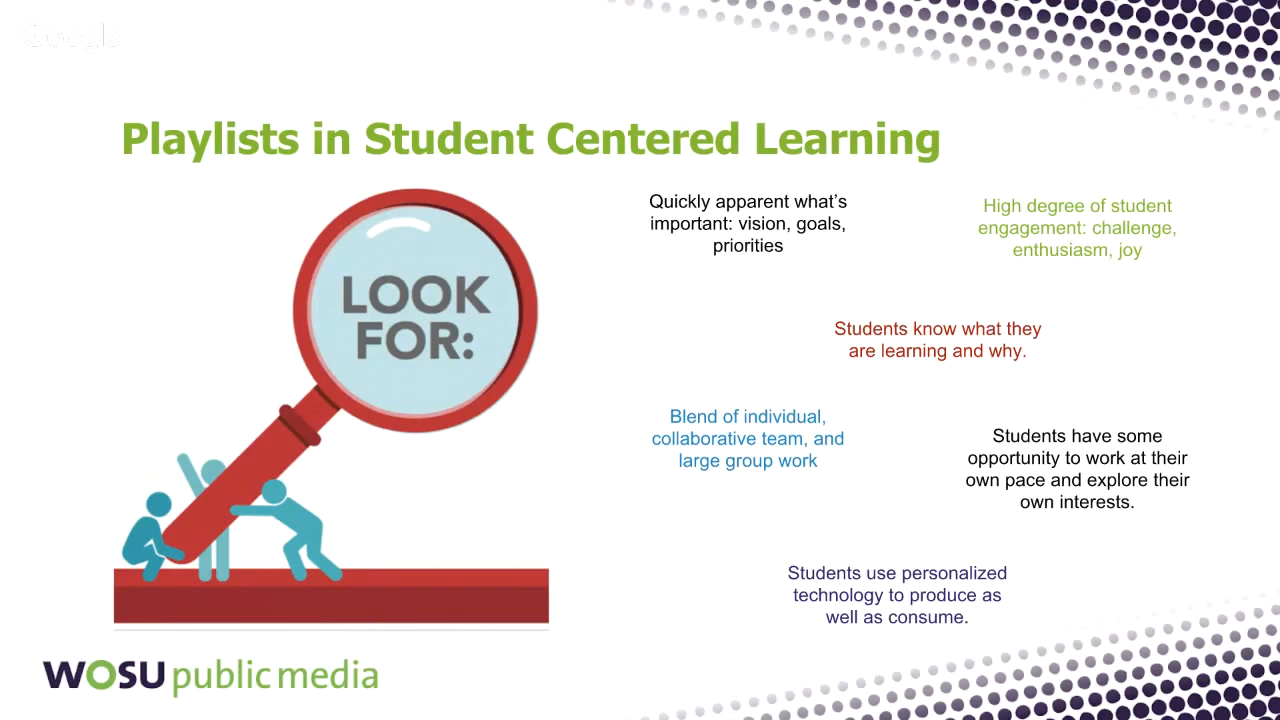 Google
Playlists in Student Centered Learning
LOOK
FOR:
Quickly apparent what's
important: vision, goals,
priorities
High degree of student
engagement: challenge,
enthusiasm, joy
Students know what they
are learning and why.
Blend of individual,
collaborative team, and
large group work
Students have some
opportunity to work at their
own pace and explore their
own interests.
Students use personalized
technology to produce as
well as consume.
WOSU public media